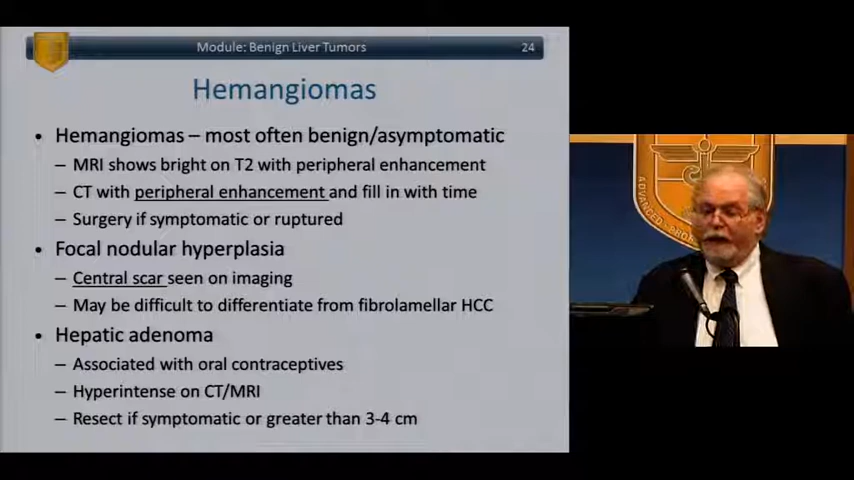 Module: Benign Liver Tumors
24
Hemangiomas
• Hemangiomas – most often benign/asymptomatic
– MRI shows bright on T2 with peripheral enhancement
– CT with peripheral enhancement and fill in with time
– Surgery if symptomatic or ruptured
• Focal nodular hyperplasia
– Central scar seen on imaging
– May be difficult to differentiate from fibrolamellar HCC
• Hepatic adenoma
– Associated with oral contraceptives
– Hyperintense on CT/MRI
– Resect if symptomatic or greater than 3-4 cm
ADVANCED